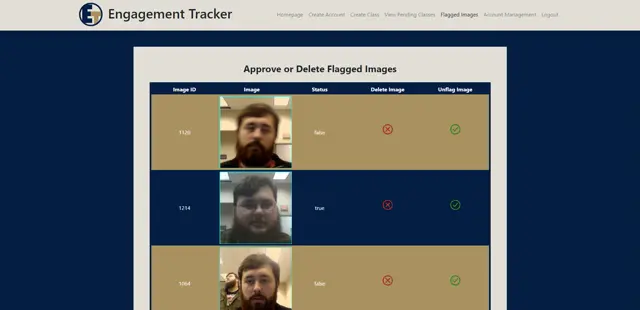 Engagement Tracker
Homepage Create Account Create Class View Pending Classes Flagged Images Account Management Logout
Approve or Delete Flagged Images
Image ID Image Status Delete Image Unflag Image
1120 false
1214 true
1064 false